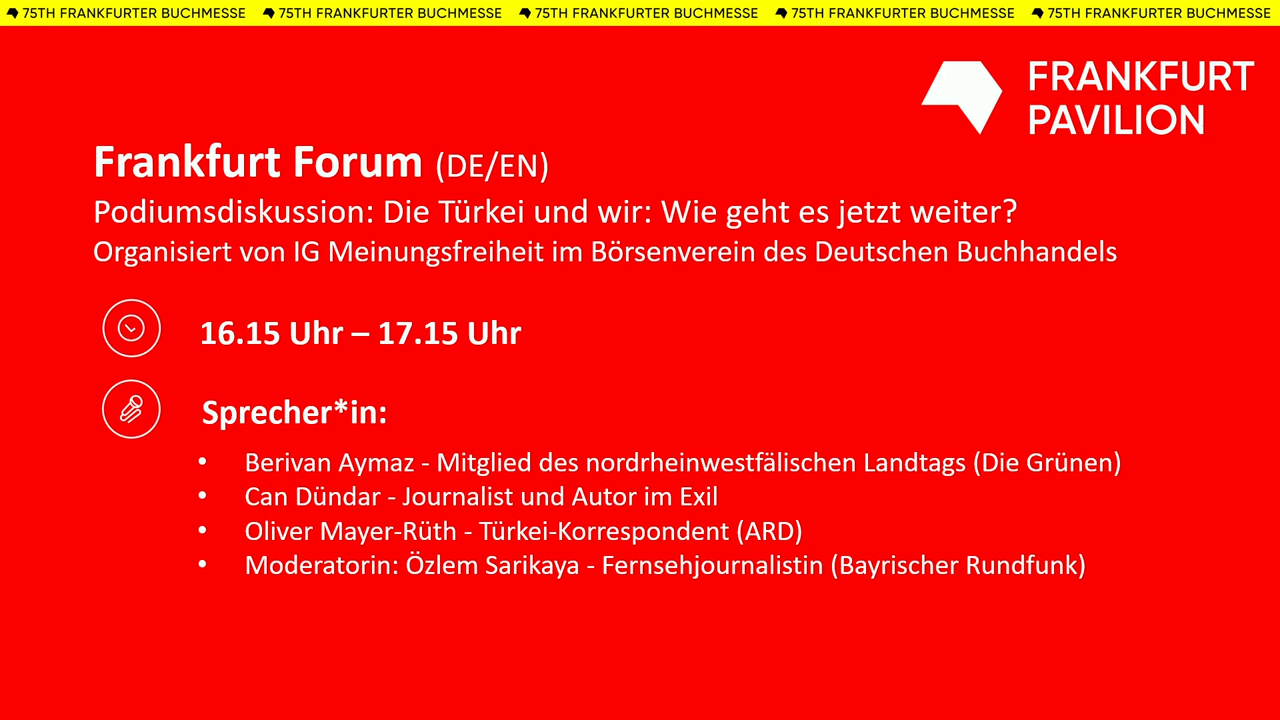 75TH FRANKFURTER BUCHMESSE 75TH FRANKFURTER BUCHMESSE 75TH FRANKFURTER BUCHMESSE 75TH FRANKFURTER BUCHMESSE 75TH FRANKFURTER BUCHMESSE
FRANKFURT
PAVILION
Frankfurt Forum (DE/EN)
Podiumsdiskussion: Die Türkei und wir: Wie geht es jetzt weiter?
Organisiert von IG Meinungsfreiheit im Börsenverein des Deutschen Buchhandels
16.15 Uhr – 17.15 Uhr
Sprecher*in:
• Berivan Aymaz - Mitglied des nordrheinwestfälischen Landtags (Die Grünen)
• Can Dündar - Journalist und Autor im Exil
• Oliver Mayer-Rüth - Türkei-Korrespondent (ARD)
• Moderatorin: Özlem Sarikaya - Fernsehjournalistin (Bayrischer Rundfunk)